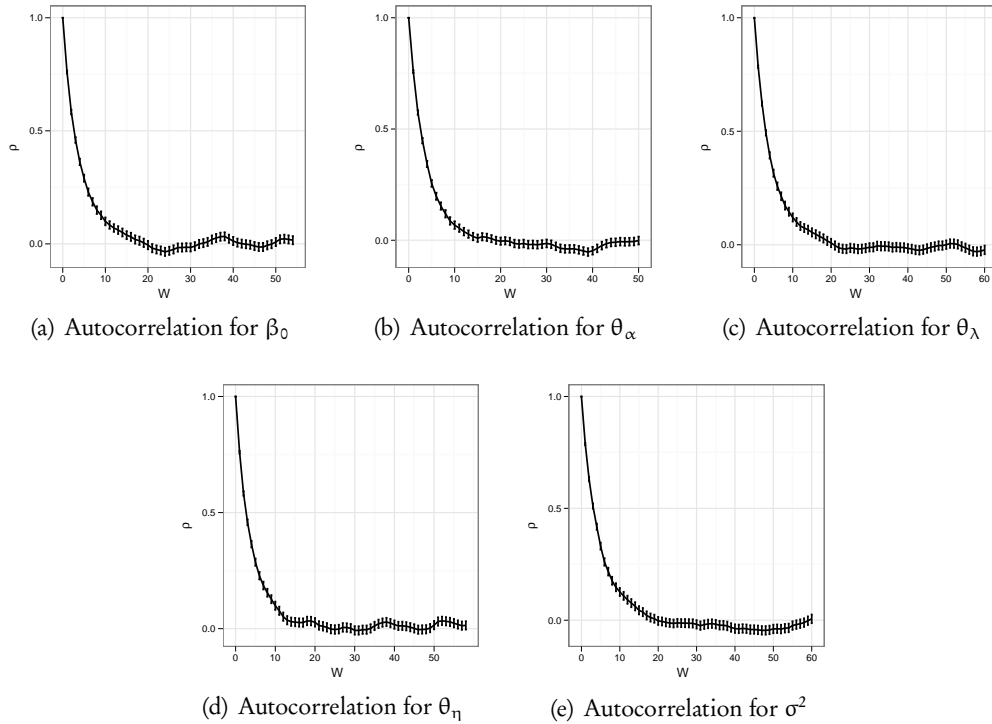 1.0
0.5
0.0
ρ
0 10 20 30 40 50
W
(a) Autocorrelation for β₀
1.0
0.5
0.0
ρ
0 10 20 30 40 50
W
(b) Autocorrelation for θ_α
1.0
0.5
0.0
ρ
0 10 20 30 40 50 60
W
(c) Autocorrelation for θ_λ
1.0
0.5
0.0
ρ
0 10 20 30 40 50
W
(d) Autocorrelation for θ_η
1.0
0.5
0.0
ρ
0 10 20 30 40 50 60
W
(e) Autocorrelation for σ²